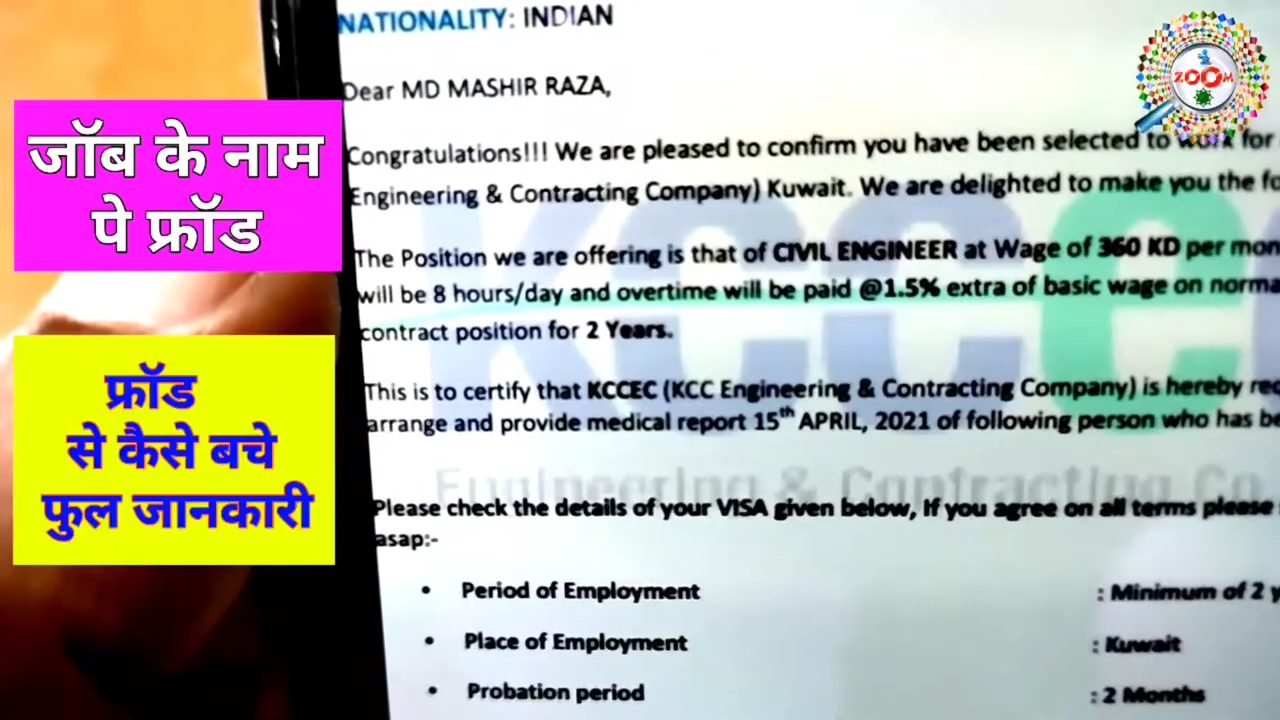 जॉब के नाम
पे फ्रॉड
फ्रॉड
से कैसे बचे
फुल जानकारी
ZOOM
NATIONALITY: INDIAN
Dear MD MASHIR RAZA,
Congratulations!!! We are pleased to confirm you have been selected to work for
Engineering & Contracting Company) Kuwait. We are delighted to make you the
The Position we are offering is that of CIVIL ENGINEER at Wage of 360 KD per
will be 8 hours/day and overtime will be paid @1.5% extra of basic wage on
contract position for 2 Years.
This is to certify that KCCEC (KCC Engineering & Contracting Company) is hereby
arrange and provide medical report 15th APRIL, 2021 of following person who has
Please check the details of your VISA given below, If you agree on all terms please
asap:-
• Period of Employment : Minimum of 2
• Place of Employment : Kuwait
• Probation period : 2 Months
KCCeC
Engineering & Contracting Co